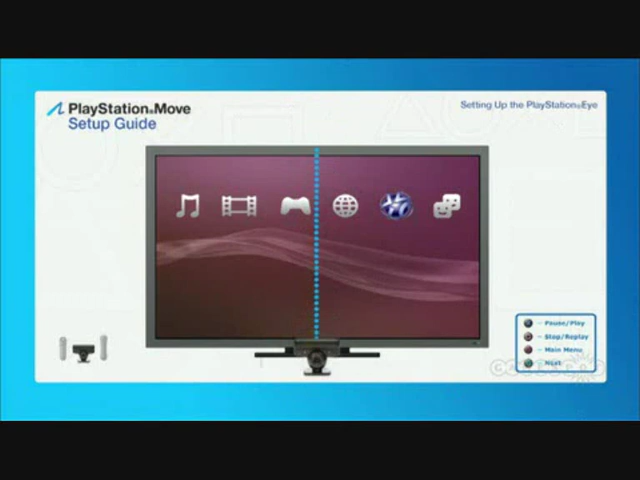 PlayStation®Move
Setup Guide
Setting Up the PlayStation®Eye
– Pause/Play
– Stop/Replay
– Main Menu
– Next